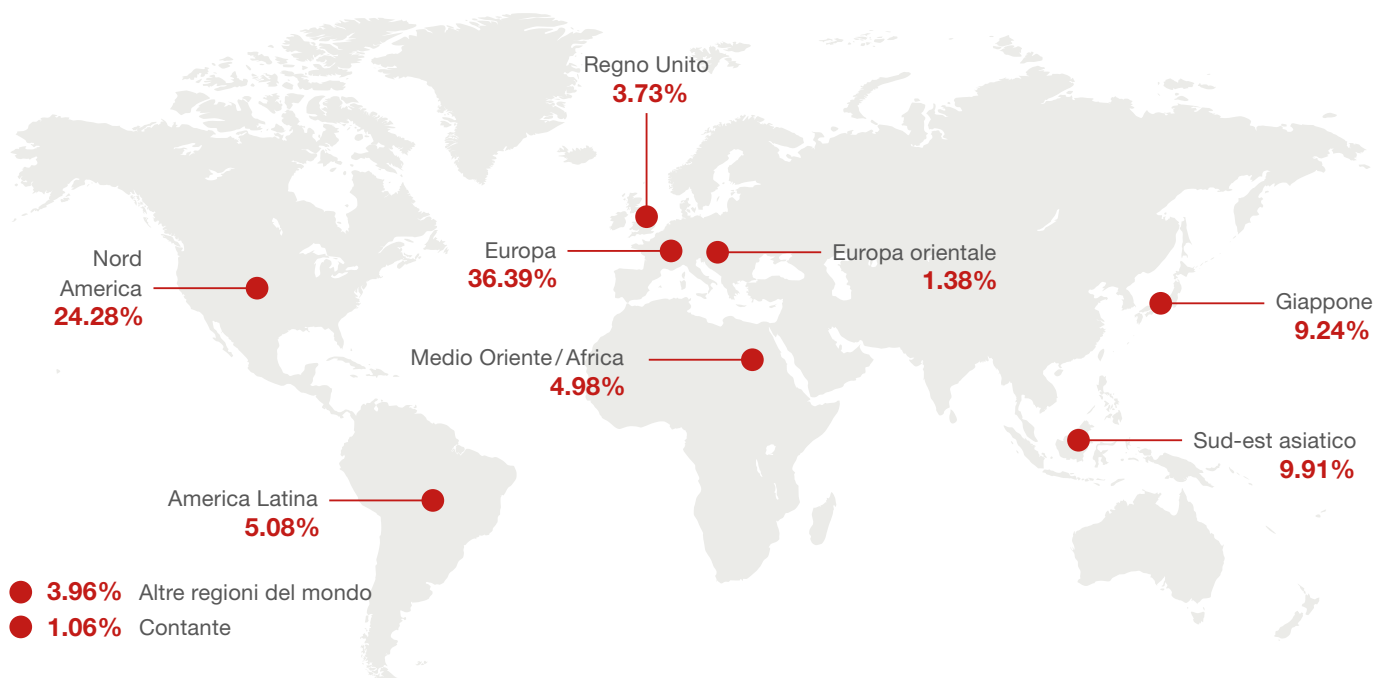 Regno Unito
3.73%
Nord
America
24.28%
Europa
36.39%
Europa orientale
1.38%
Giappone
9.24%
Medio Oriente/Africa
4.98%
Sud-est asiatico
9.91%
America Latina
5.08%
3.96% Altre regioni del mondo
1.06% Contante